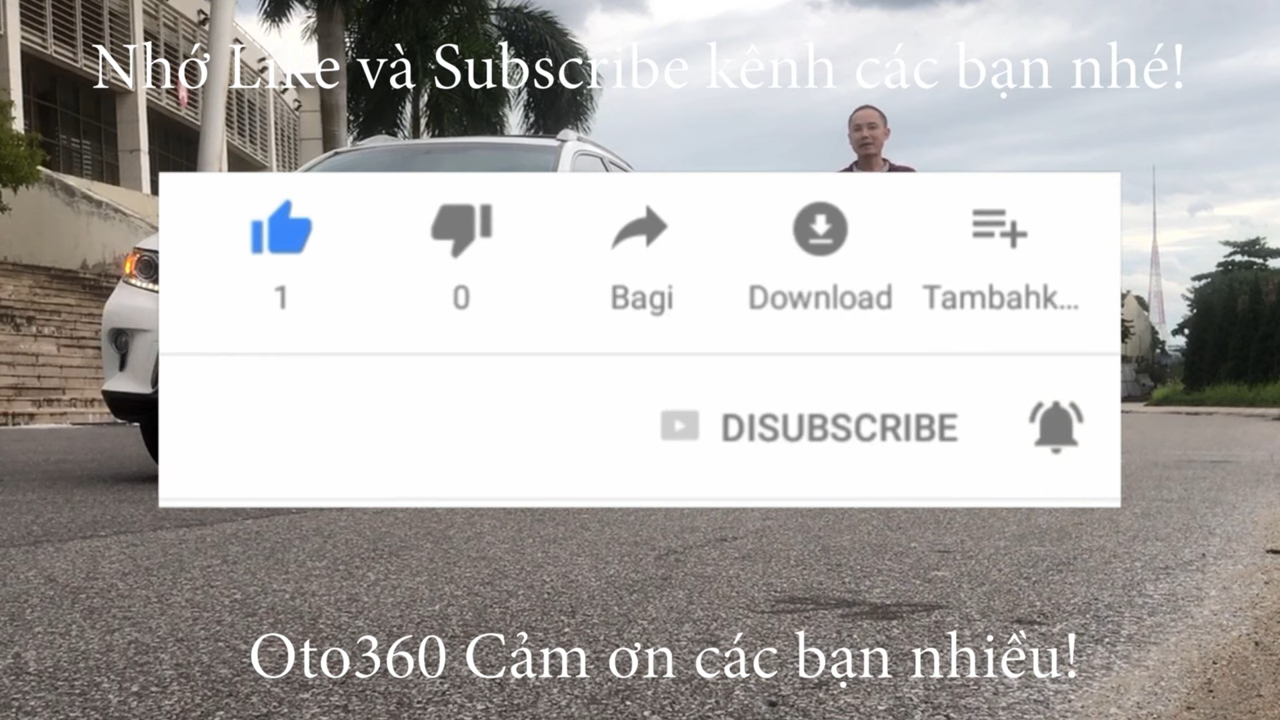 Nhớ Like và Subscribe kênh các bạn nhé!
1 0 Bagi Download Tambahk...
DISUBSCRIBE
Oto360 Cảm ơn các bạn nhiều!